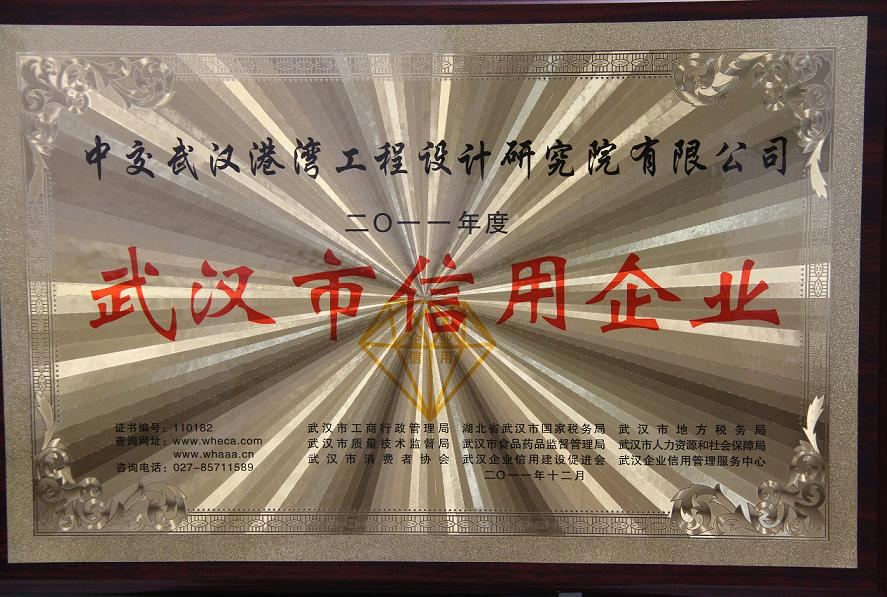 中交武汉港湾工程设计研究院有限公司
二〇一一年度
武汉市信用企业
信用
证书编号：110182
查询网址：www.wheca.com
www.whaaa.cn
咨询电话：027-85711589
武汉市工商行政管理局 湖北省武汉市国家税务局 武汉市地方税务局
武汉市质量技术监督局 武汉市食品药品监督管理局 武汉市人力资源和社会保障局
武汉市消费者协会 武汉企业信用建设促进会 武汉企业信用管理服务中心
二〇一一年十二月